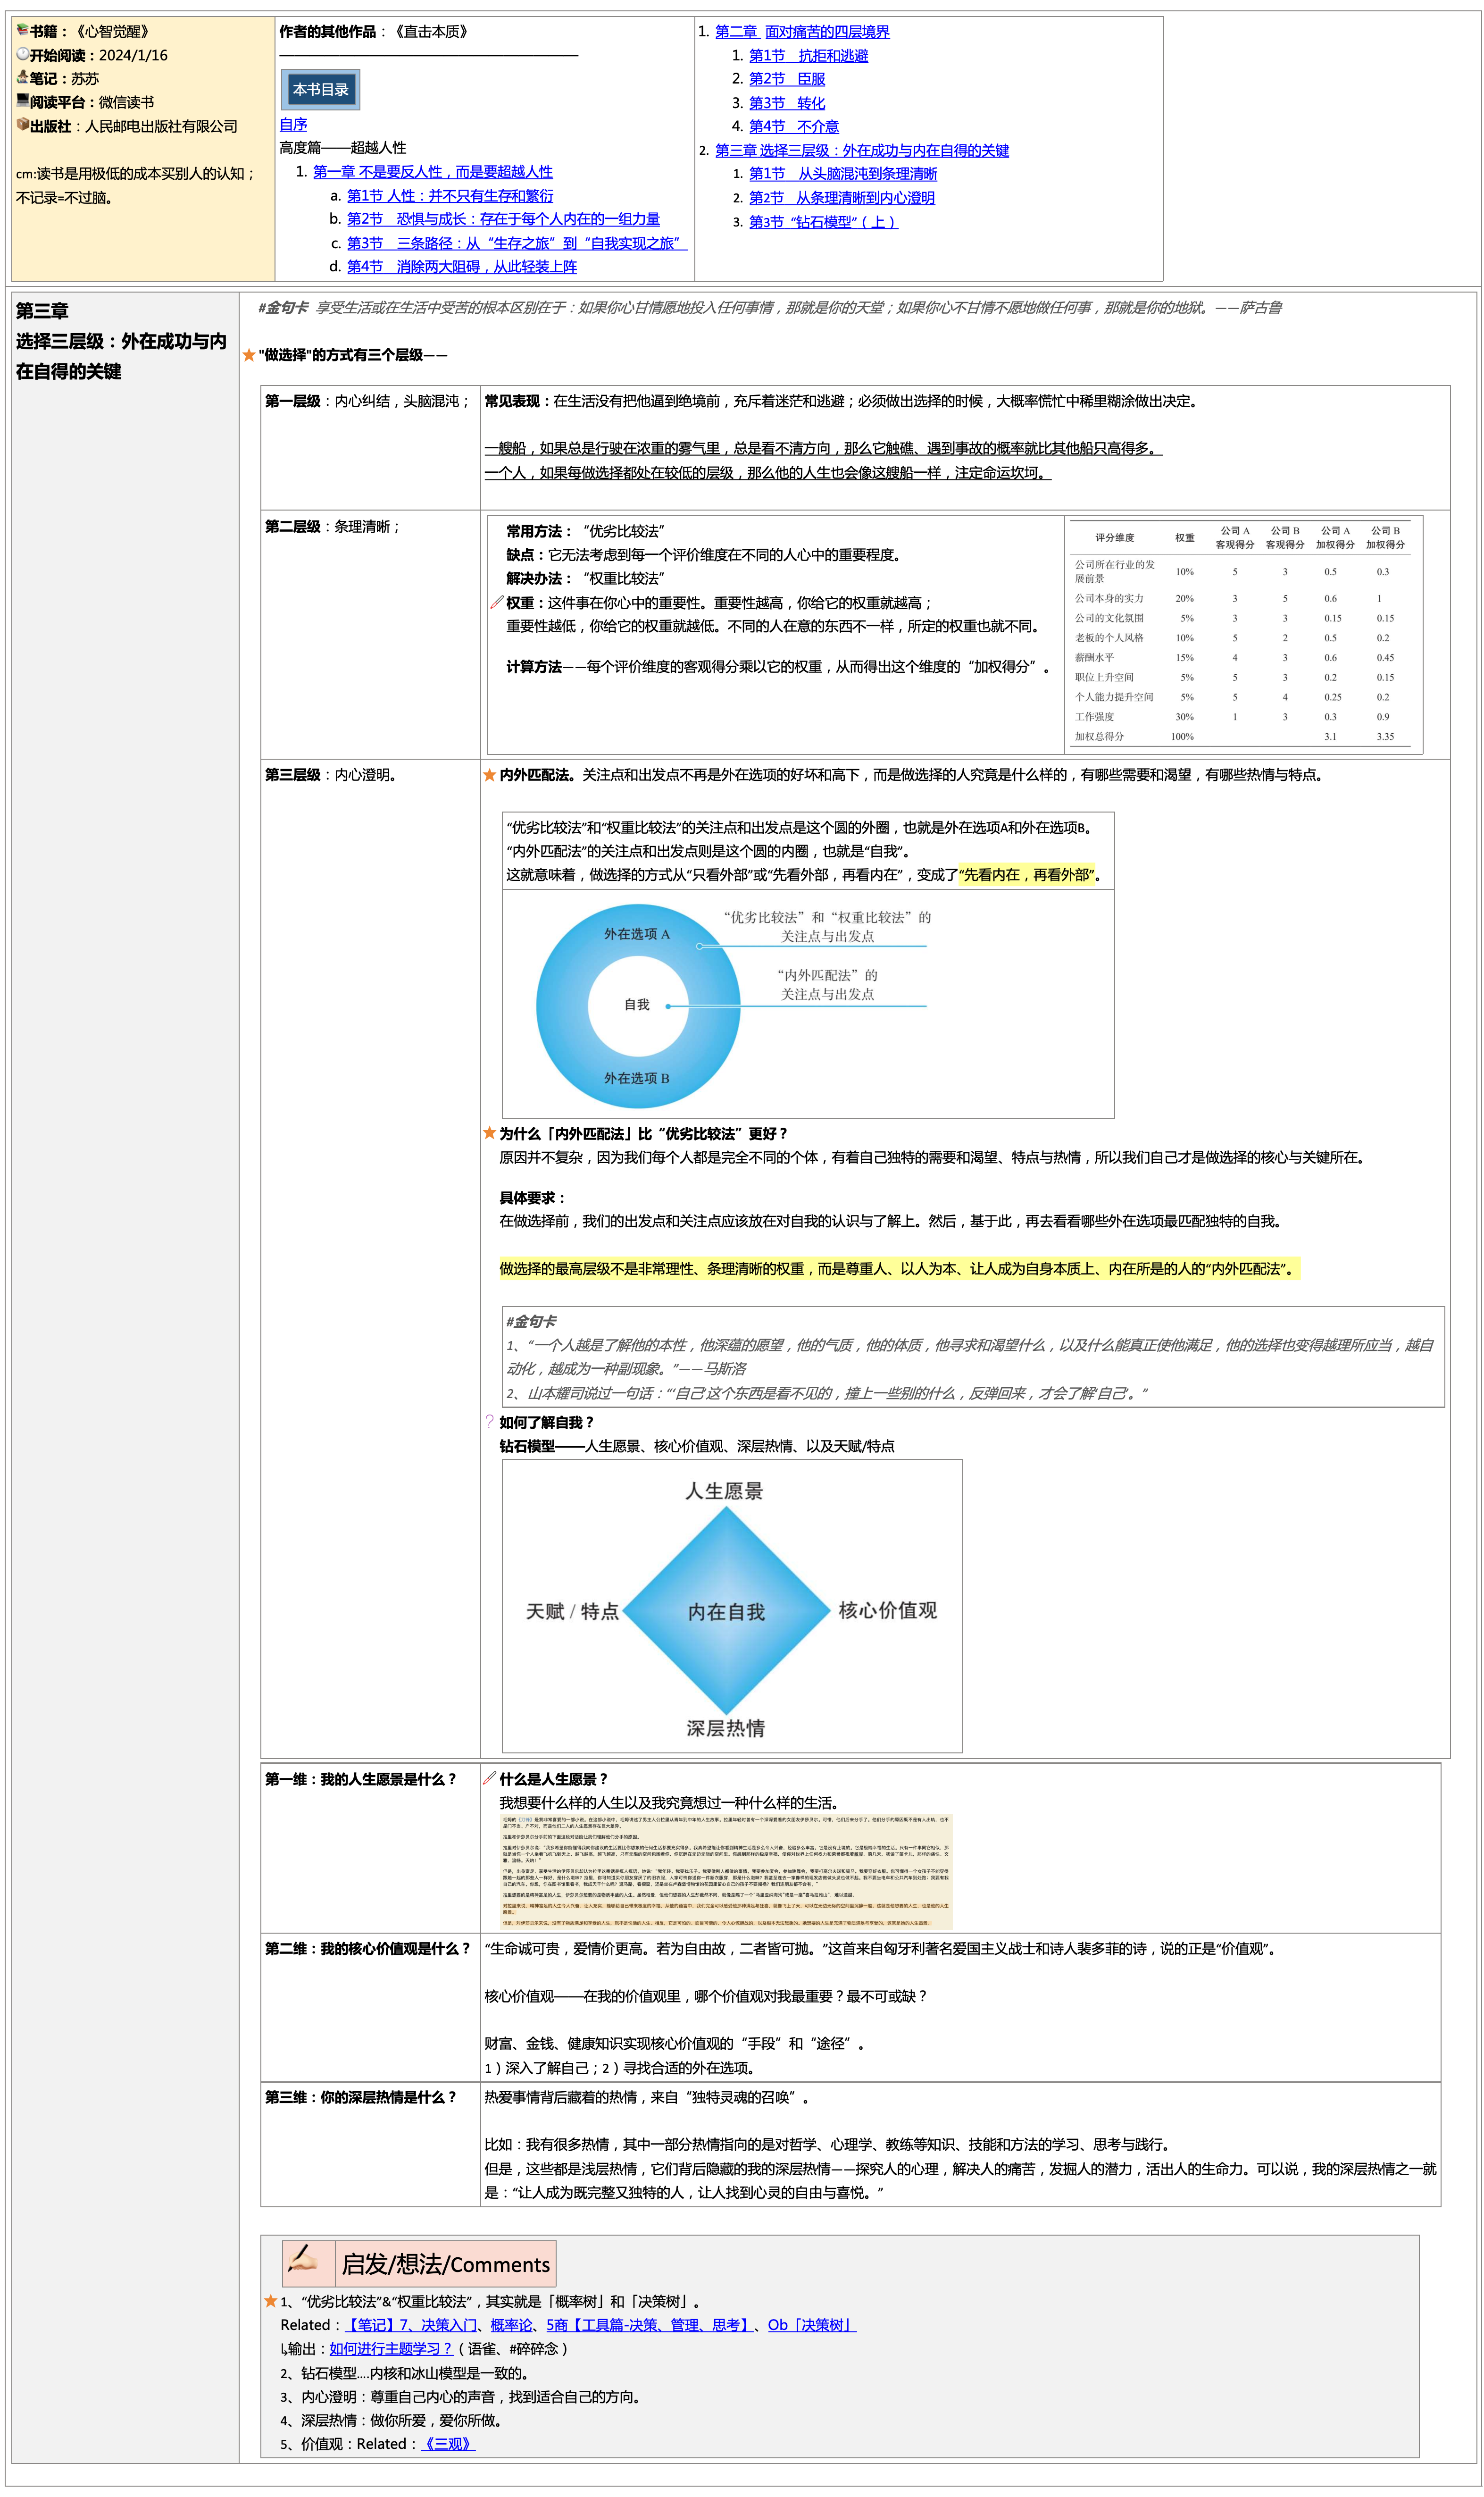 书籍：《心智觉醒》
开始阅读：2024/1/16
笔记：苏苏
阅读平台：微信读书
出版社：人民邮电出版社有限公司
cm:读书是用极低的成本买别人的认知；
不记录=不过脑。
作者的其他作品：《直击本质》
本书目录
自序
高度篇——超越人性
1. 第一章 不是要反人性，而是要超越人性
a. 第1节 人性：并不只有生存和繁衍
b. 第2节 恐惧与成长：存在于每个人内在的一组力量
c. 第3节 三条路径：从“生存之旅”到“自我实现之旅”
d. 第4节 消除两大阻碍，从此轻装上阵
1. 第二章 面对痛苦的四层境界
1. 第1节 抗拒和逃避
2. 第2节 臣服
3. 第3节 转化
4. 第4节 不介意
2. 第三章 选择三层级：外在成功与内在自得的关键
1. 第1节 从头脑混沌到条理清晰
2. 第2节 从条理清晰到内心澄明
3. 第3节 “钻石模型”（上）
第三章
选择三层级：外在成功与内
在自得的关键
#金句卡 享受生活或在生活中受苦的根本区别在于：如果你心甘情愿地投入任何事情，那就是你的天堂；如果你心不甘情不愿地做任何事，那就是你的地狱。——萨古鲁
"做选择"的方式有三个层级——
第一层级：内心纠结，头脑混沌；
常见表现：在生活没有把他逼到绝境前，充斥着迷茫和逃避；必须做出选择的时候，大概率慌忙中稀里糊涂做出决定。
一艘船，如果总是行驶在浓重的雾气里，总是看不清方向，那么它触礁、遇到事故的概率就比其他船只高得多。
一个人，如果每做选择都处在较低的层级，那么他的人生也会像这艘船一样，注定命运坎坷。
第二层级：条理清晰；
常用方法：“优劣比较法”
缺点：它无法考虑到每一个评价维度在不同的人心中的重要程度。
解决办法：“权重比较法”
权重：这件事在你心中的重要性。重要性越高，你给它的权重就越高；
重要性越低，你给它的权重就越低。不同的人在意的东西不一样，所定的权重也就不同。
计算方法——每个评价维度的客观得分乘以它的权重，从而得出这个维度的“加权得分”。
评分维度 权重 公司 A 客观得分 公司 B 客观得分 公司 A 加权得分 公司 B 加权得分
公司所在行业的发展前景 10% 5 3 0.5 0.3
公司本身的实力 20% 3 5 0.6 1
公司的文化氛围 5% 3 3 0.15 0.15
老板的个人风格 10% 5 2 0.5 0.2
薪酬水平 15% 4 3 0.6 0.45
职位上升空间 5% 5 3 0.2 0.15
个人能力提升空间 5% 5 4 0.25 0.2
工作强度 30% 1 3 0.3 0.9
加权总得分 100% 3.1 3.35
第三层级：内心澄明。
内外匹配法。关注点和出发点不再是外在选项的好坏和高下，而是做选择的人究竟是什么样的，有哪些需要和渴望，有哪些热情与特点。
“优劣比较法”和“权重比较法”的关注点和出发点是这个圆的外圈，也就是外在选项A和外在选项B。
“内外匹配法”的关注点和出发点则是这个圆的内圈，也就是“自我”。
这就意味着，做选择的方式从“只看外部”或“先看外部，再看内在”，变成了“先看内在，再看外部”。
外在选项 A
“优劣比较法”和“权重比较法”的
关注点与出发点
“内外匹配法”的
关注点与出发点
自我
外在选项 B
为什么「内外匹配法」比“优劣比较法”更好？
原因并不复杂，因为我们每个人都是完全不同的个体，有着自己独特的需要和渴望、特点与热情，所以我们自己才是做选择的核心与关键所在。
具体要求：
在做选择前，我们的出发点和关注点应该放在对自我的认识与了解上。然后，基于此，再去看看哪些外在选项最匹配独特的自我。
做选择的最高层级不是非常理性、条理清晰的权重，而是尊重人、以人为本、让人成为自身本质上、内在所是的人的“内外匹配法”。
#金句卡
1、“一个人越是了解他的本性，他深蕴的愿望，他的气质，他的体质，他寻求和渴望什么，以及什么能真正使他满足，他的选择也变得越理所应当，越自
动化，越成为一种副现象。”——马斯洛
2、山本耀司说过一句话：“‘自己’这个东西是看不见的，撞上一些别的什么，反弹回来，才会了解‘自己’。”
如何了解自我？
钻石模型——人生愿景、核心价值观、深层热情、以及天赋/特点
人生愿景
天赋 / 特点
内在自我
核心价值观
深层热情
第一维：我的人生愿景是什么？
什么是人生愿景？
我想要什么样的人生以及我究竟想过一种什么样的生活。
第二维：我的核心价值观是什么？
“生命诚可贵，爱情价更高。若为自由故，二者皆可抛。”这首来自匈牙利著名爱国主义战士和诗人裴多菲的诗，说的正是“价值观”。
核心价值观——在我的价值观里，哪个价值观对我最重要？最不可或缺？
财富、金钱、健康知识实现核心价值观的“手段”和“途径”。
1）深入了解自己；2）寻找合适的外在选项。
第三维：你的深层热情是什么？
热爱事情背后藏着的热情，来自“独特灵魂的召唤”。
比如：我有很多热情，其中一部分热情指向的是对哲学、心理学、教练等知识、技能和方法的学习、思考与践行。
但是，这些都是浅层热情，它们背后隐藏的我的深层热情——探究人的心理，解决人的痛苦，发掘人的潜力，活出人的生命力。可以说，我的深层热情之一就
是：“让人成为既完整又独特的人，让人找到心灵的自由与喜悦。”
启发/想法/Comments
1、“优劣比较法”&“权重比较法”，其实就是「概率树」和「决策树」。
Related：【笔记】7、决策入门、概率论、5商【工具篇-决策、管理、思考】、Ob「决策树」
↳输出：如何进行主题学习？（语雀、#碎碎念）
2、钻石模型....内核和冰山模型是一致的。
3、内心澄明：尊重自己内心的声音，找到适合自己的方向。
4、深层热情：做你所爱，爱你所做。
5、价值观：Related：《三观》